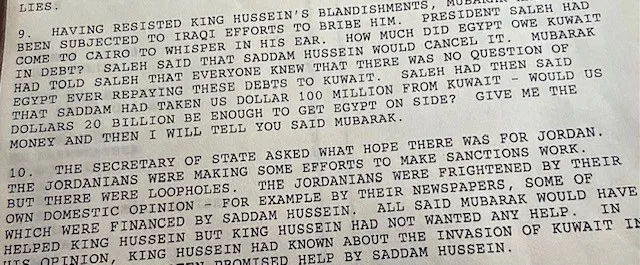 LIES.
9. HAVING RESISTED KING HUSSEIN'S BLANDISHMENTS,
BEEN SUBJECTED TO IRAQI EFFORTS TO BRIBE HIM. PRESIDENT SALEH HAD
COME TO CAIRO TO WHISPER IN HIS EAR. HOW MUCH DID EGYPT OWE KUWAIT
IN DEBT? SALEH SAID THAT SADDAM HUSSEIN WOULD CANCEL IT. MUBARAK
HAD TOLD SALEH THAT EVERYONE KNEW THAT THERE WAS NO QUESTION OF
EGYPT EVER REPAYING THESE DEBTS TO KUWAIT. SALEH HAD THEN SAID
THAT SADDAM HAD TAKEN US DOLLAR 100 MILLION FROM KUWAIT - WOULD US
DOLLARS 20 BILLION BE ENOUGH TO GET EGYPT ON SIDE? GIVE ME THE
MONEY AND THEN I WILL TELL YOU SAID MUBARAK.
10. THE SECRETARY OF STATE ASKED WHAT HOPE THERE WAS FOR JORDAN.
THE JORDANIANS WERE MAKING SOME EFFORTS TO MAKE SANCTIONS WORK.
BUT THERE WERE LOOPHOLES. THE JORDANIANS WERE FRIGHTENED BY THEIR
OWN DOMESTIC OPINION - FOR EXAMPLE BY THEIR NEWSPAPERS, SOME OF
WHICH WERE FINANCED BY SADDAM HUSSEIN. ALL SAID MUBARAK WOULD HAVE
HELPED KING HUSSEIN BUT KING HUSSEIN HAD NOT WANTED ANY HELP. IN
HIS OPINION, KING HUSSEIN HAD KNOWN ABOUT THE INVASION OF KUWAIT IN
PROMISED HELP BY SADDAM HUSSEIN.